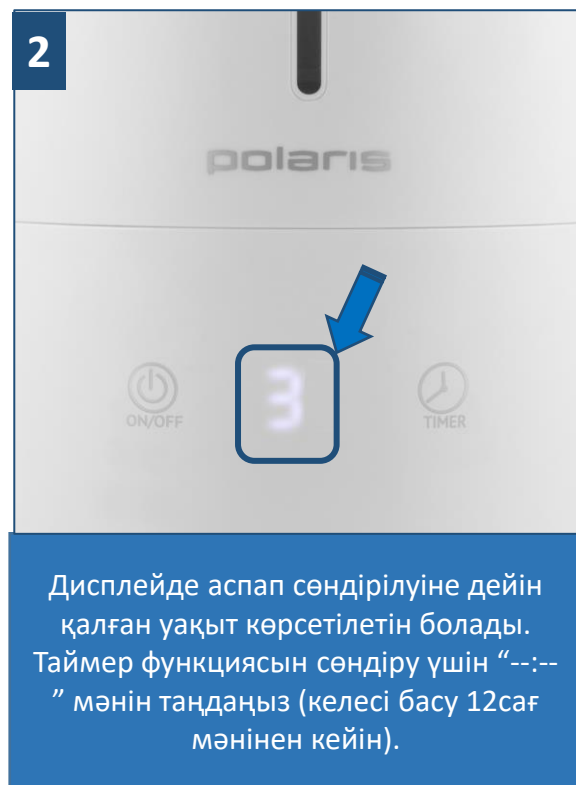 2
polaris
3
ON/OFF
TIMER
Дисплейде аспап сөндірілуіне дейін
қалған уақыт көрсетілетін болады.
Таймер функциясын сөндіру үшін “--:--
” мәнін таңдаңыз (келесі басу 12сағ
мәнінен кейін).